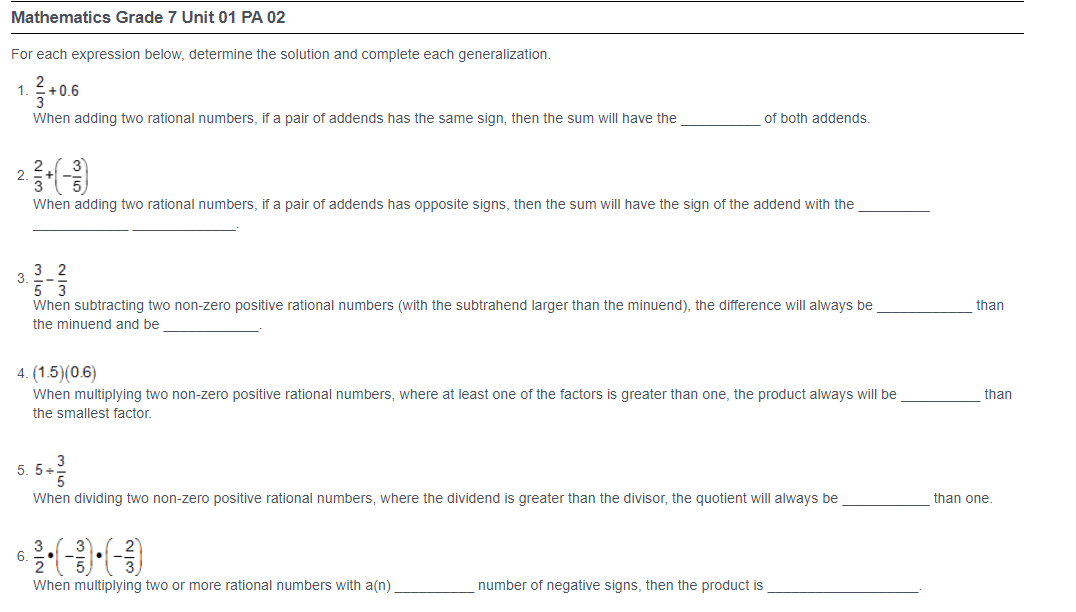 Mathematics Grade 7 Unit 01 PA 02
For each expression below, determine the solution and complete each generalization.
1. 2/3 + 0.6
When adding two rational numbers, if a pair of addends has the same sign, then the sum will have the __________ of both addends.
2. 2/3 + (−3/5)
When adding two rational numbers, if a pair of addends has opposite signs, then the sum will have the sign of the addend with the _________
____________ _____________.
3. 3/5 − 2/3
When subtracting two non-zero positive rational numbers (with the subtrahend larger than the minuend), the difference will always be ____________ than
the minuend and be ____________.
4. (1.5)(0.6)
When multiplying two non-zero positive rational numbers, where at least one of the factors is greater than one, the product always will be __________ than
the smallest factor.
5. 5 ÷ 3/5
When dividing two non-zero positive rational numbers, where the dividend is greater than the divisor, the quotient will always be ___________ than one.
6. 3/2 • (−3/5) • (−2/3)
When multiplying two or more rational numbers with a(n) __________ number of negative signs, then the product is ___________________.